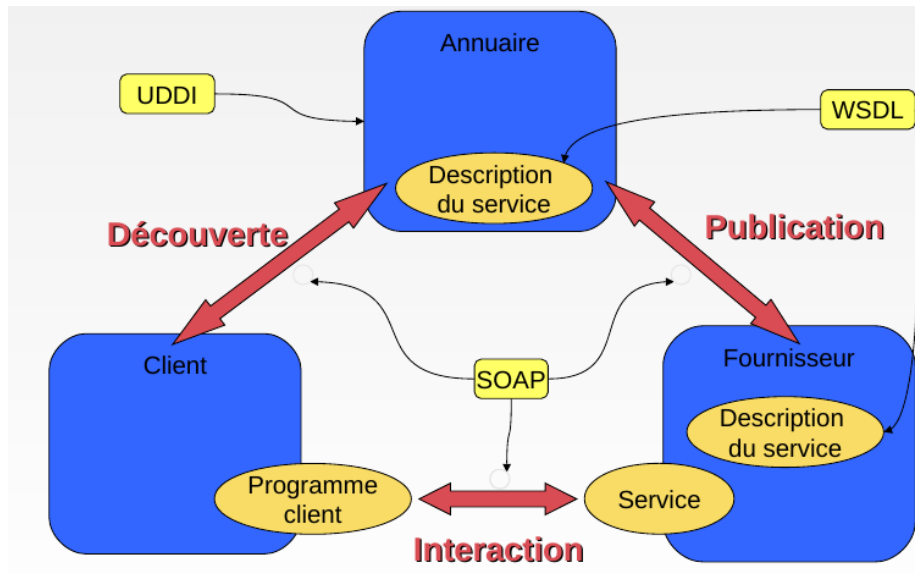 Annuaire
UDDI
WSDL
Description
du service
Découverte
Publication
Client
Fournisseur
SOAP
Description
du service
Programme
client
Service
Interaction